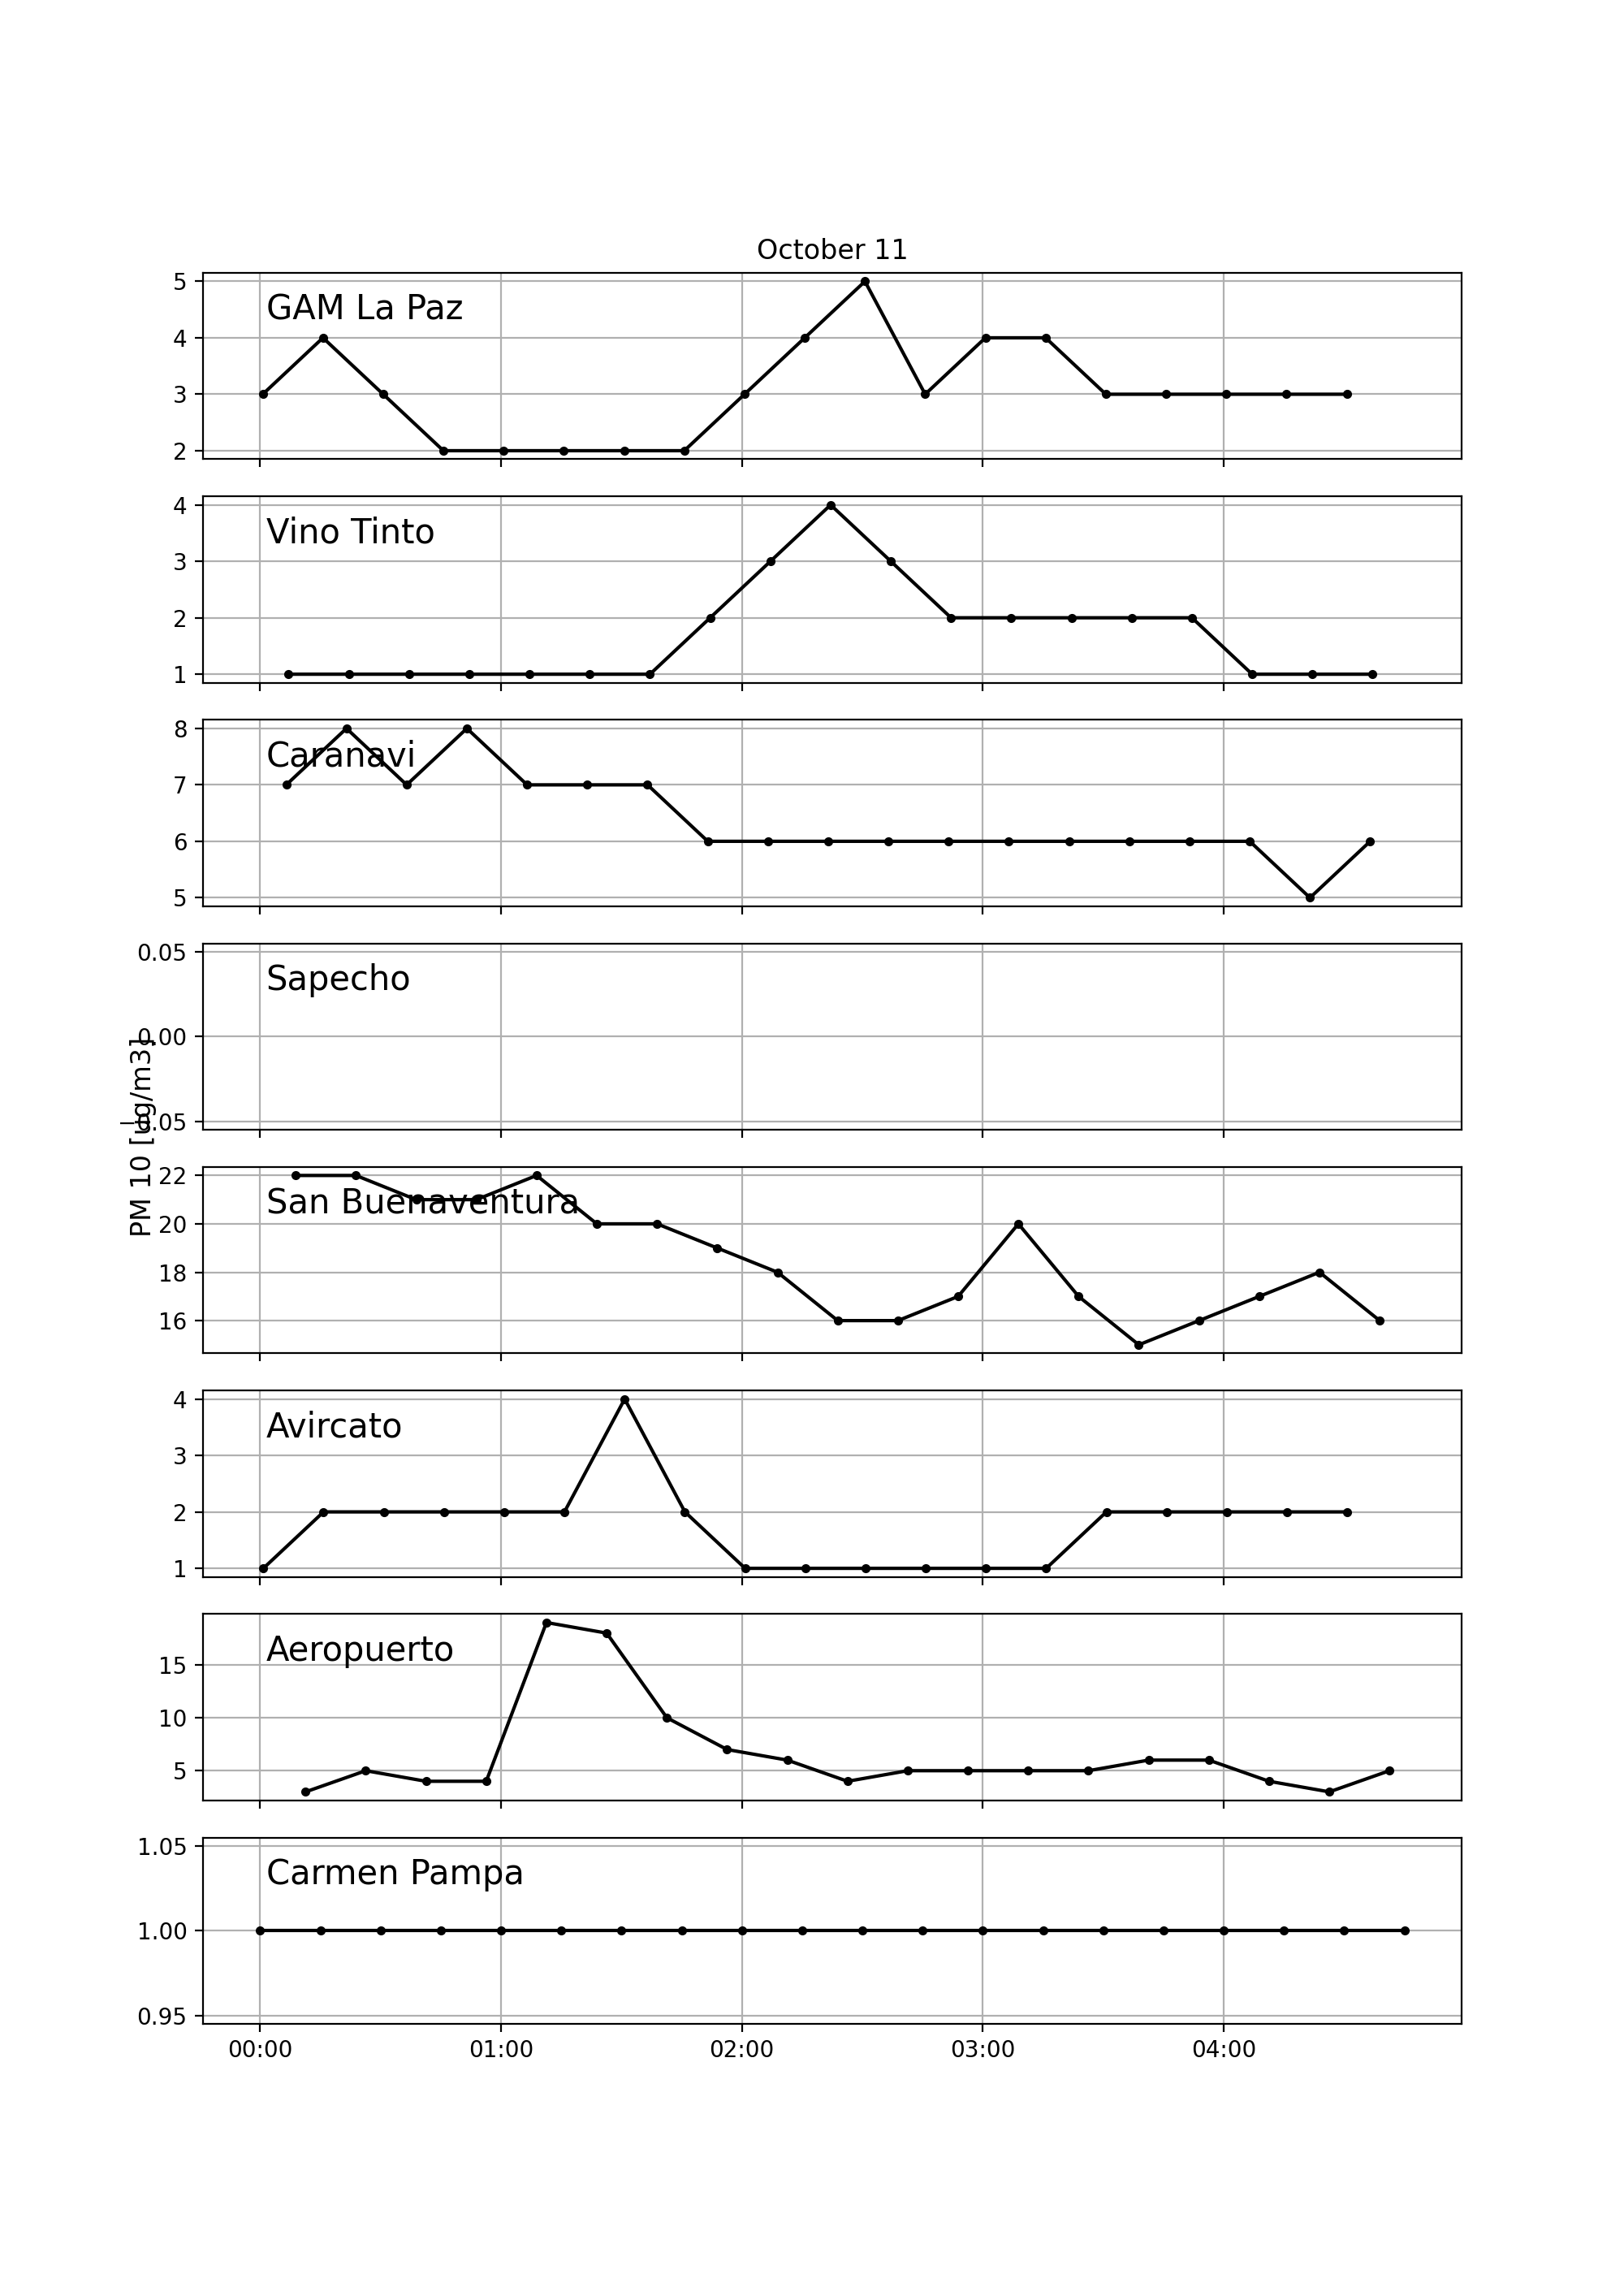 October 11
5
GAM La Paz
4
3
2
4
Vino Tinto
3
2
1
8
Caranavi
7
6
5
0.05
Sapecho
0.00
−0.05
PM 10 [ug/m3]
22
San Buenaventura
20
18
16
4
Avircato
3
2
1
Aeropuerto
15
10
5
1.05
Carmen Pampa
1.00
0.95
00:00 01:00 02:00 03:00 04:00